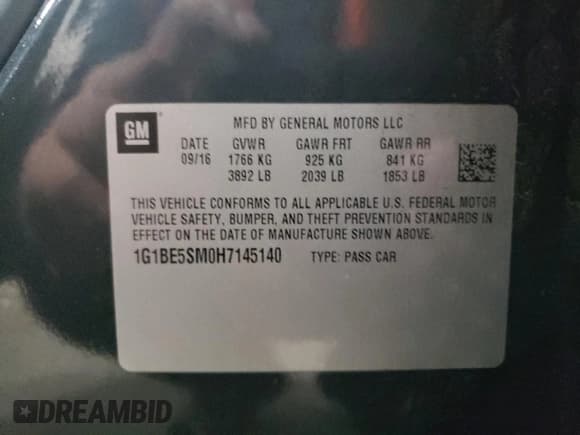 GM
MFD BY GENERAL MOTORS LLC
DATE GVWR GAWR FRT GAWR RR
09/16 1766 KG 925 KG 841 KG
3892 LB 2039 LB 1853 LB
THIS VEHICLE CONFORMS TO ALL APPLICABLE U.S. FEDERAL MOTOR
VEHICLE SAFETY, BUMPER, AND THEFT PREVENTION STANDARDS IN
EFFECT ON THE DATE OF MANUFACTURE SHOWN ABOVE.
1G1BE5SM0H7145140 TYPE: PASS CAR
DREAMBID